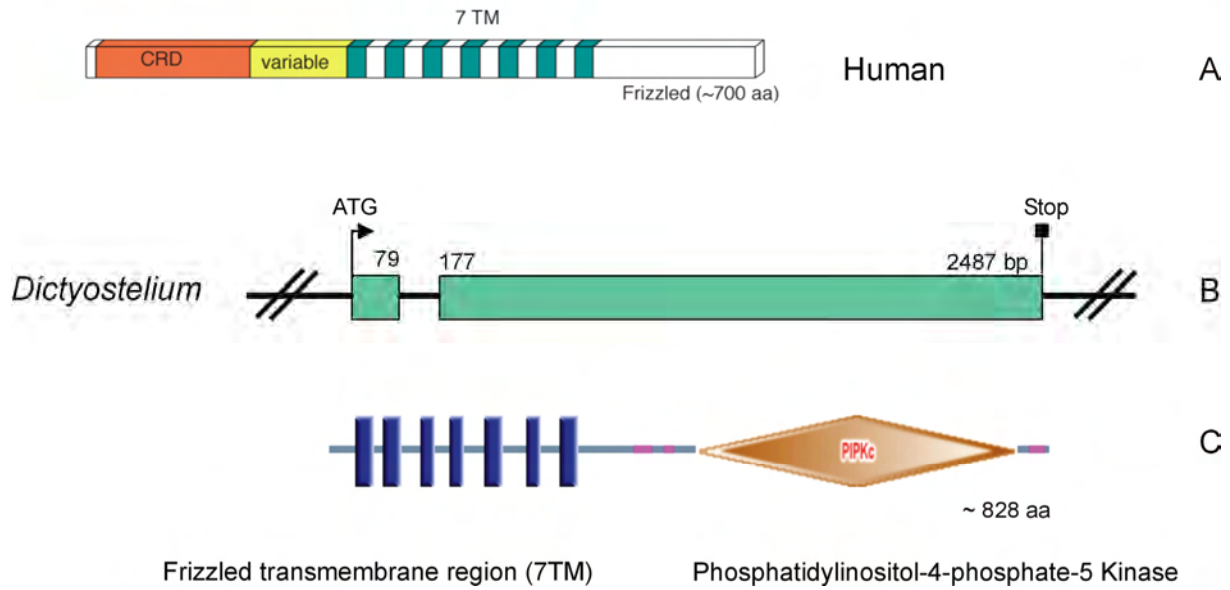 7 TM
CRD
variable
Frizzled (~700 aa)
Human
A
ATG
Stop
79
177
2487 bp
Dictyostelium
B
PIPKc
C
~ 828 aa
Frizzled transmembrane region (7TM)
Phosphatidylinositol-4-phosphate-5 Kinase